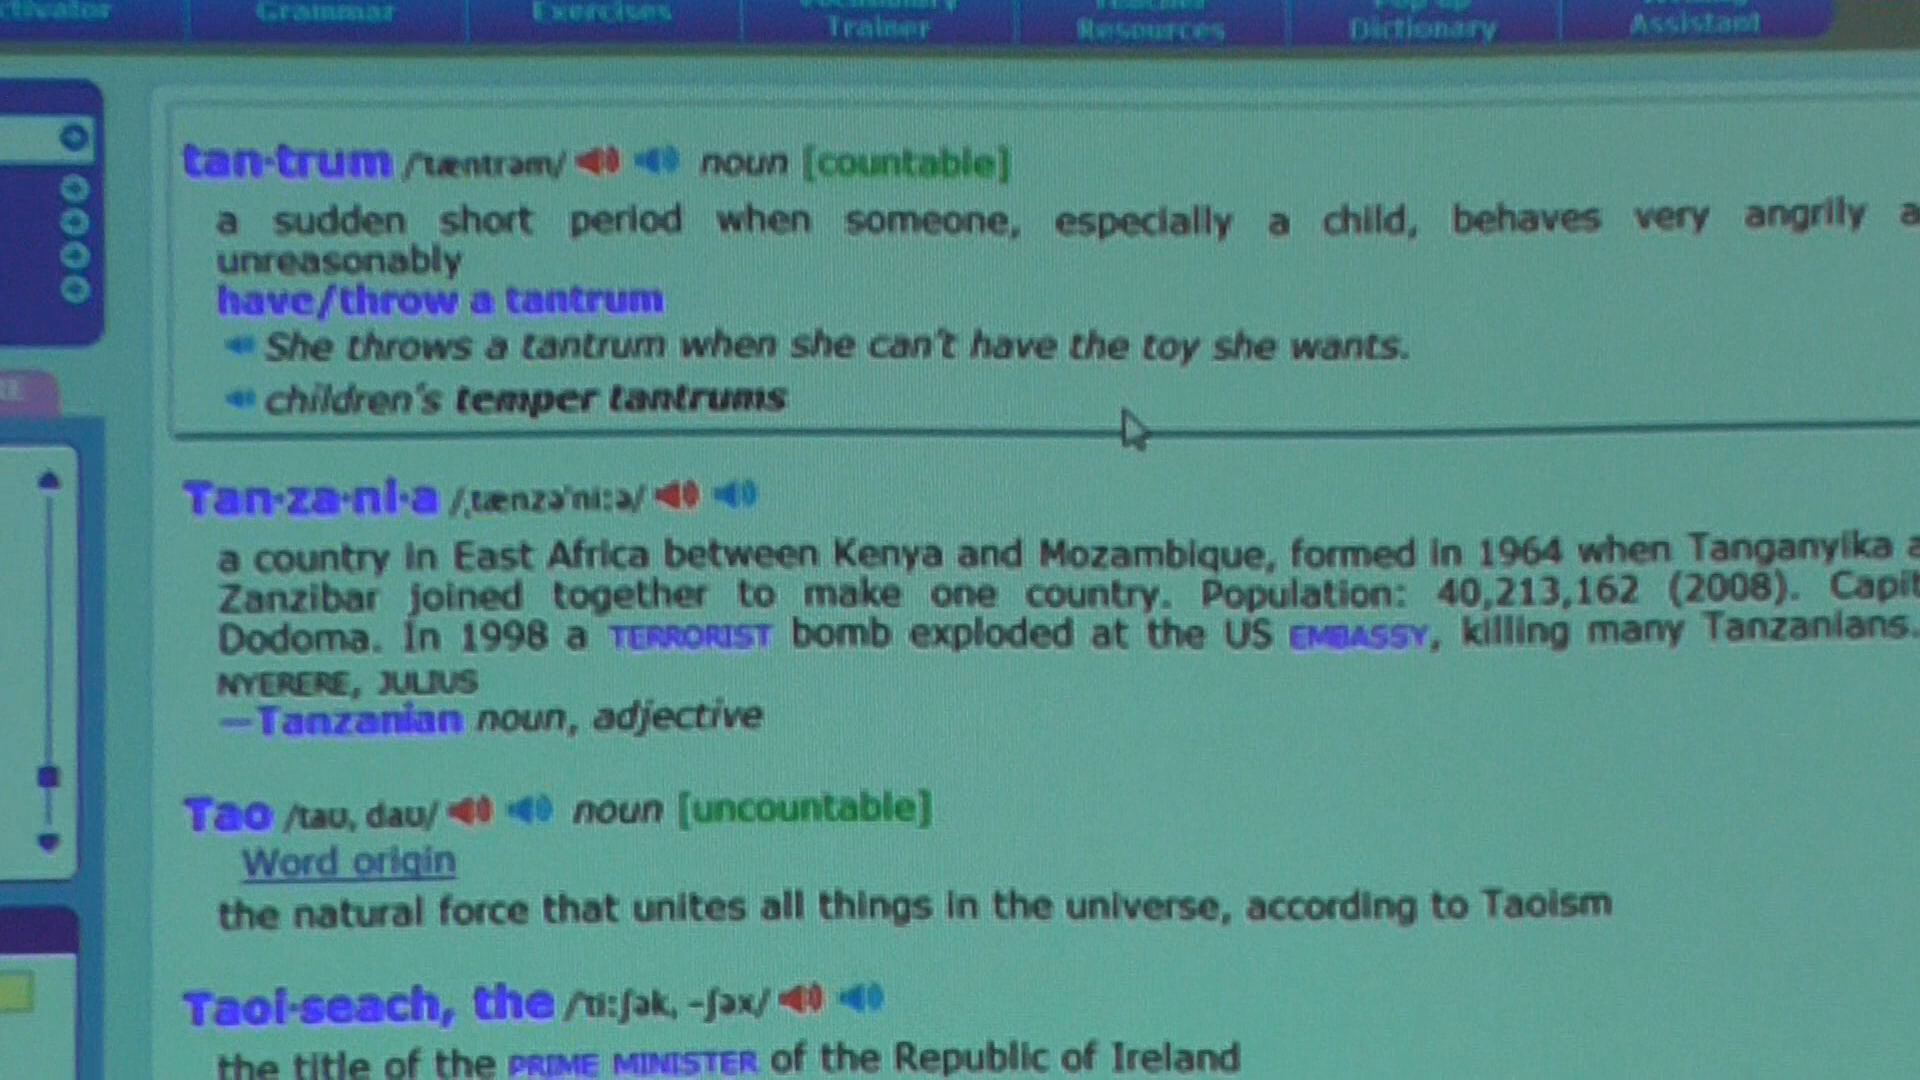 Grammar
Exercises
Trainer
Resources
Dictionary
Assistant
tan·trum /ˈtæntrəm/ noun [countable]
a sudden short period when someone, especially a child, behaves very angrily a
unreasonably
have/throw a tantrum
She throws a tantrum when she can't have the toy she wants.
children's temper tantrums
Tan·za·ni·a /ˌtænzəˈniːə/
a country in East Africa between Kenya and Mozambique, formed in 1964 when Tanganyika a
Zanzibar joined together to make one country. Population: 40,213,162 (2008). Capit
Dodoma. In 1998 a TERRORIST bomb exploded at the US EMBASSY, killing many Tanzanians.
NYERERE, JULIUS
—Tanzanian noun, adjective
Tao /taʊ, daʊ/ noun [uncountable]
Word origin
the natural force that unites all things in the universe, according to Taoism
Taoi·seach, the /ˈtiːʃək, -ʃəx/
the title of the PRIME MINISTER of the Republic of Ireland